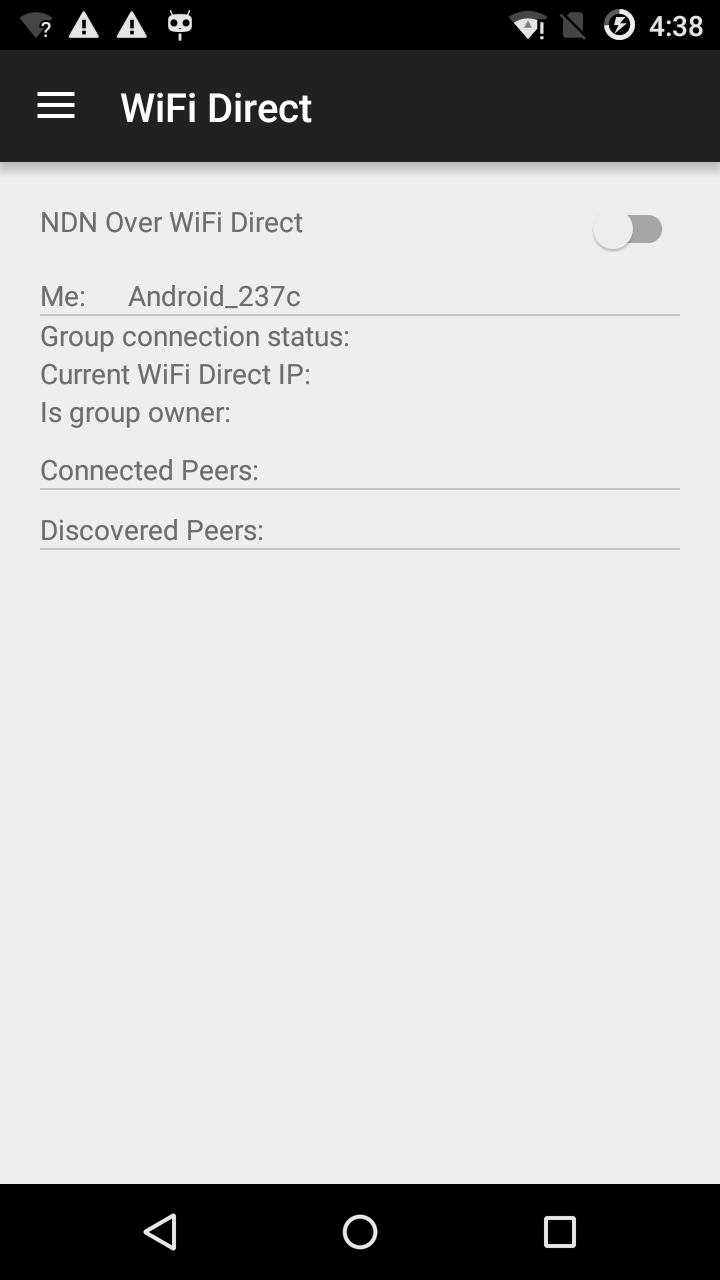 4:38
WiFi Direct
NDN Over WiFi Direct
Me: Android_237c
Group connection status:
Current WiFi Direct IP:
Is group owner:
Connected Peers:
Discovered Peers: